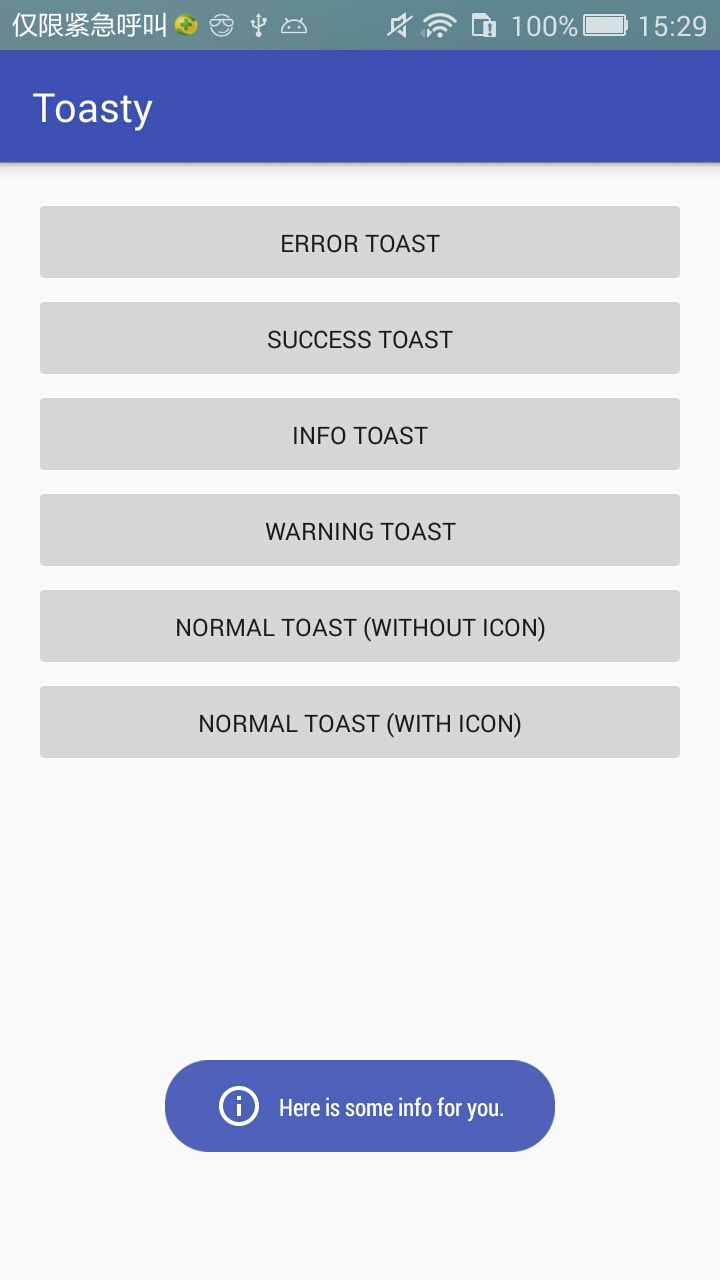 仅限紧急呼叫 100% 15:29
Toasty
ERROR TOAST
SUCCESS TOAST
INFO TOAST
WARNING TOAST
NORMAL TOAST (WITHOUT ICON)
NORMAL TOAST (WITH ICON)
Here is some info for you.